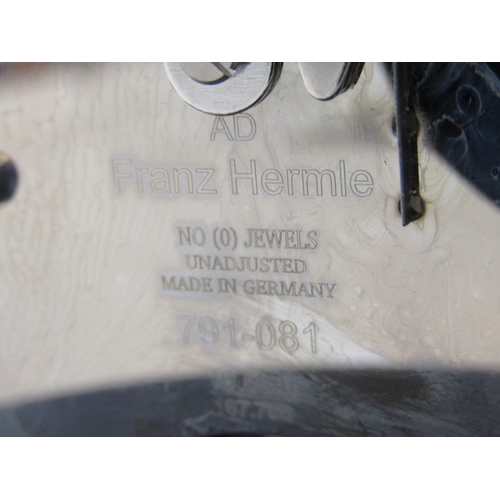 AD
Franz Hermle
NO (0) JEWELS
UNADJUSTED
MADE IN GERMANY
791-081